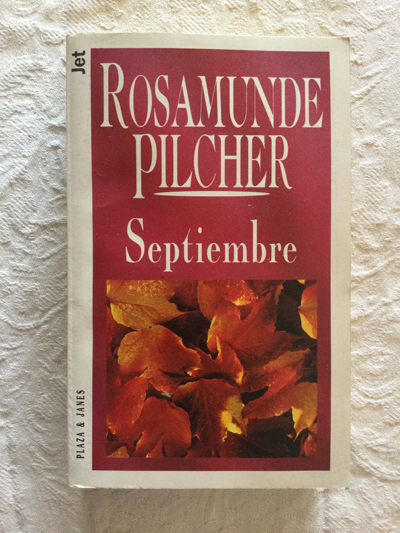 Jet
ROSAMUNDE
PILCHER
Septiembre
PLAZA & JANES